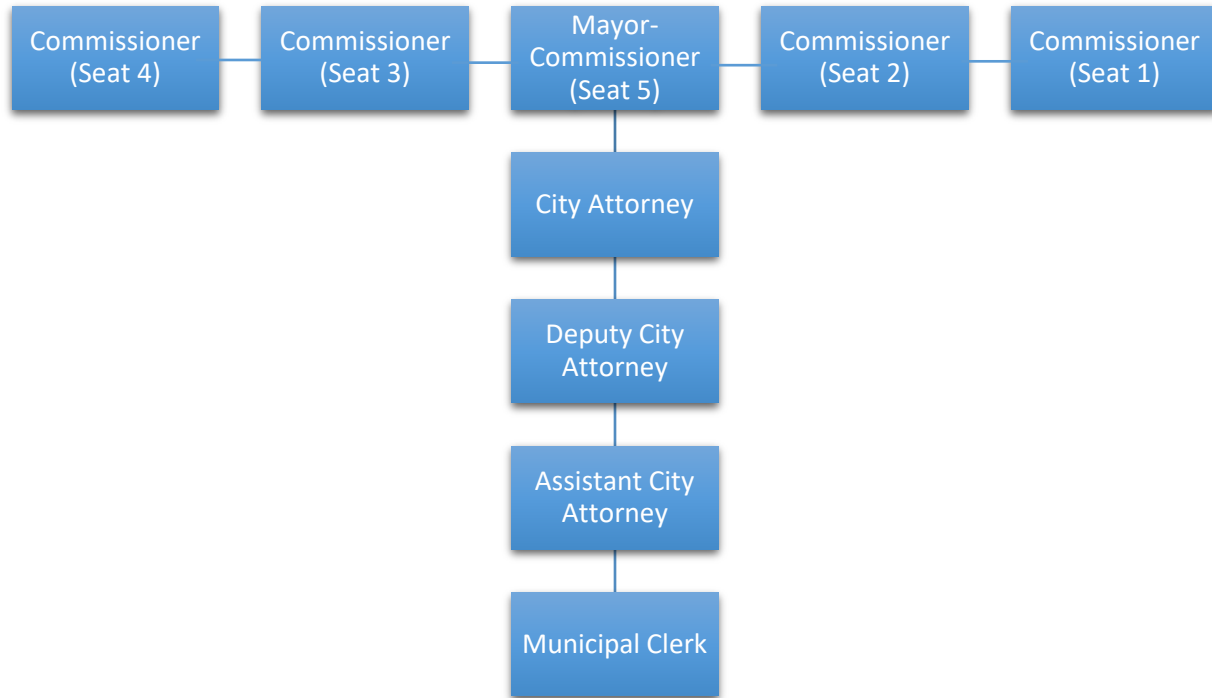 Commissioner
(Seat 4)
Commissioner
(Seat 3)
Mayor-
Commissioner
(Seat 5)
Commissioner
(Seat 2)
Commissioner
(Seat 1)
City Attorney
Deputy City
Attorney
Assistant City
Attorney
Municipal Clerk